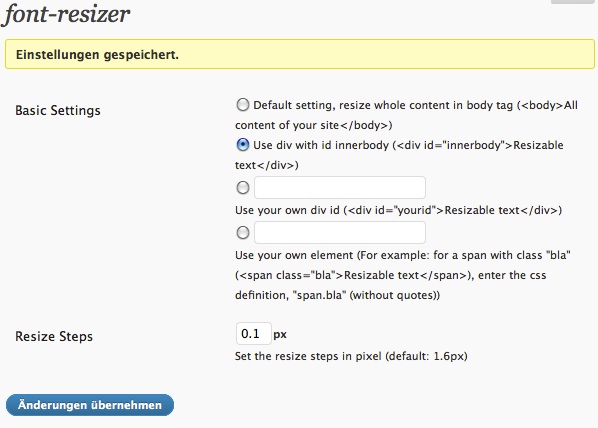 font-resizer
Einstellungen gespeichert.
Basic Settings
Default setting, resize whole content in body tag (<body>All
content of your site</body>)
Use div with id innerbody (<div id="innerbody">Resizable
text</div>)
Use your own div id (<div id="yourid">Resizable text</div>)
Use your own element (For example: for a span with class "bla"
(<span class="bla">Resizable text</span>), enter the css
definition, "span.bla" (without quotes))
Resize Steps
0.1 px
Set the resize steps in pixel (default: 1.6px)
Änderungen übernehmen